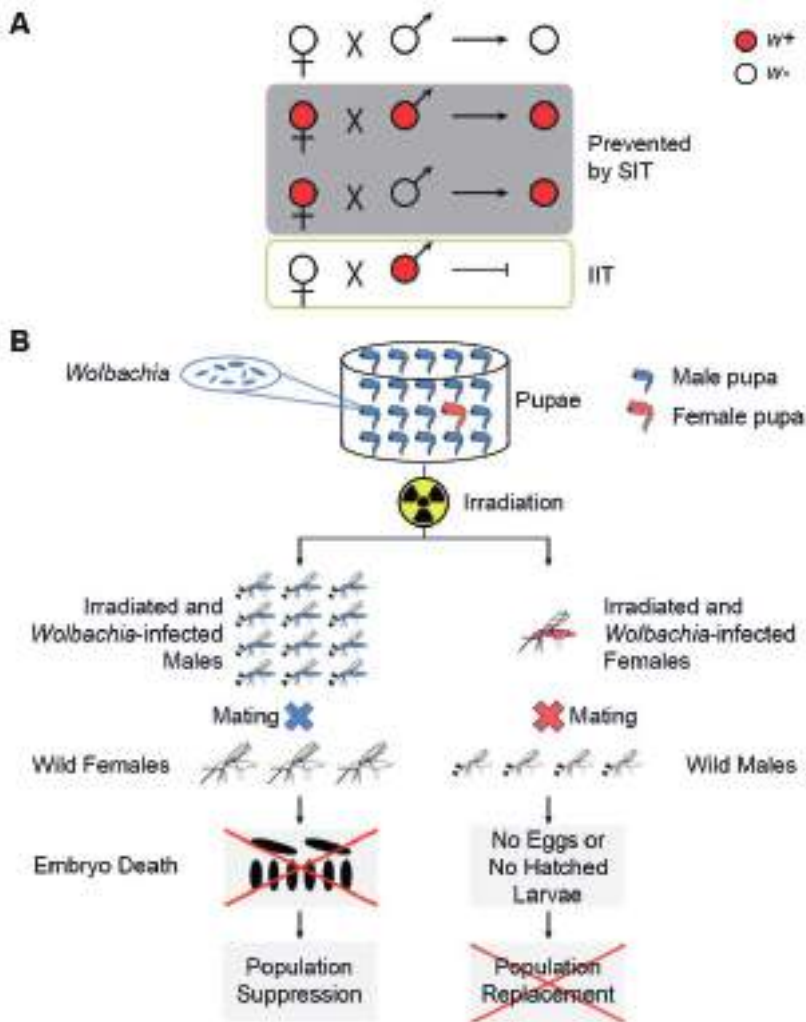 A
X
w+
w-
X
X
Prevented
by SIT
X
IIT
B
Wolbachia
Pupae
Male pupa
Female pupa
Irradiation
Irradiated and
Wolbachia-infected
Males
Irradiated and
Wolbachia-infected
Females
Mating
Mating
Wild Females
Wild Males
Embryo Death
No Eggs or
No Hatched
Larvae
Population
Suppression
Population
Replacement